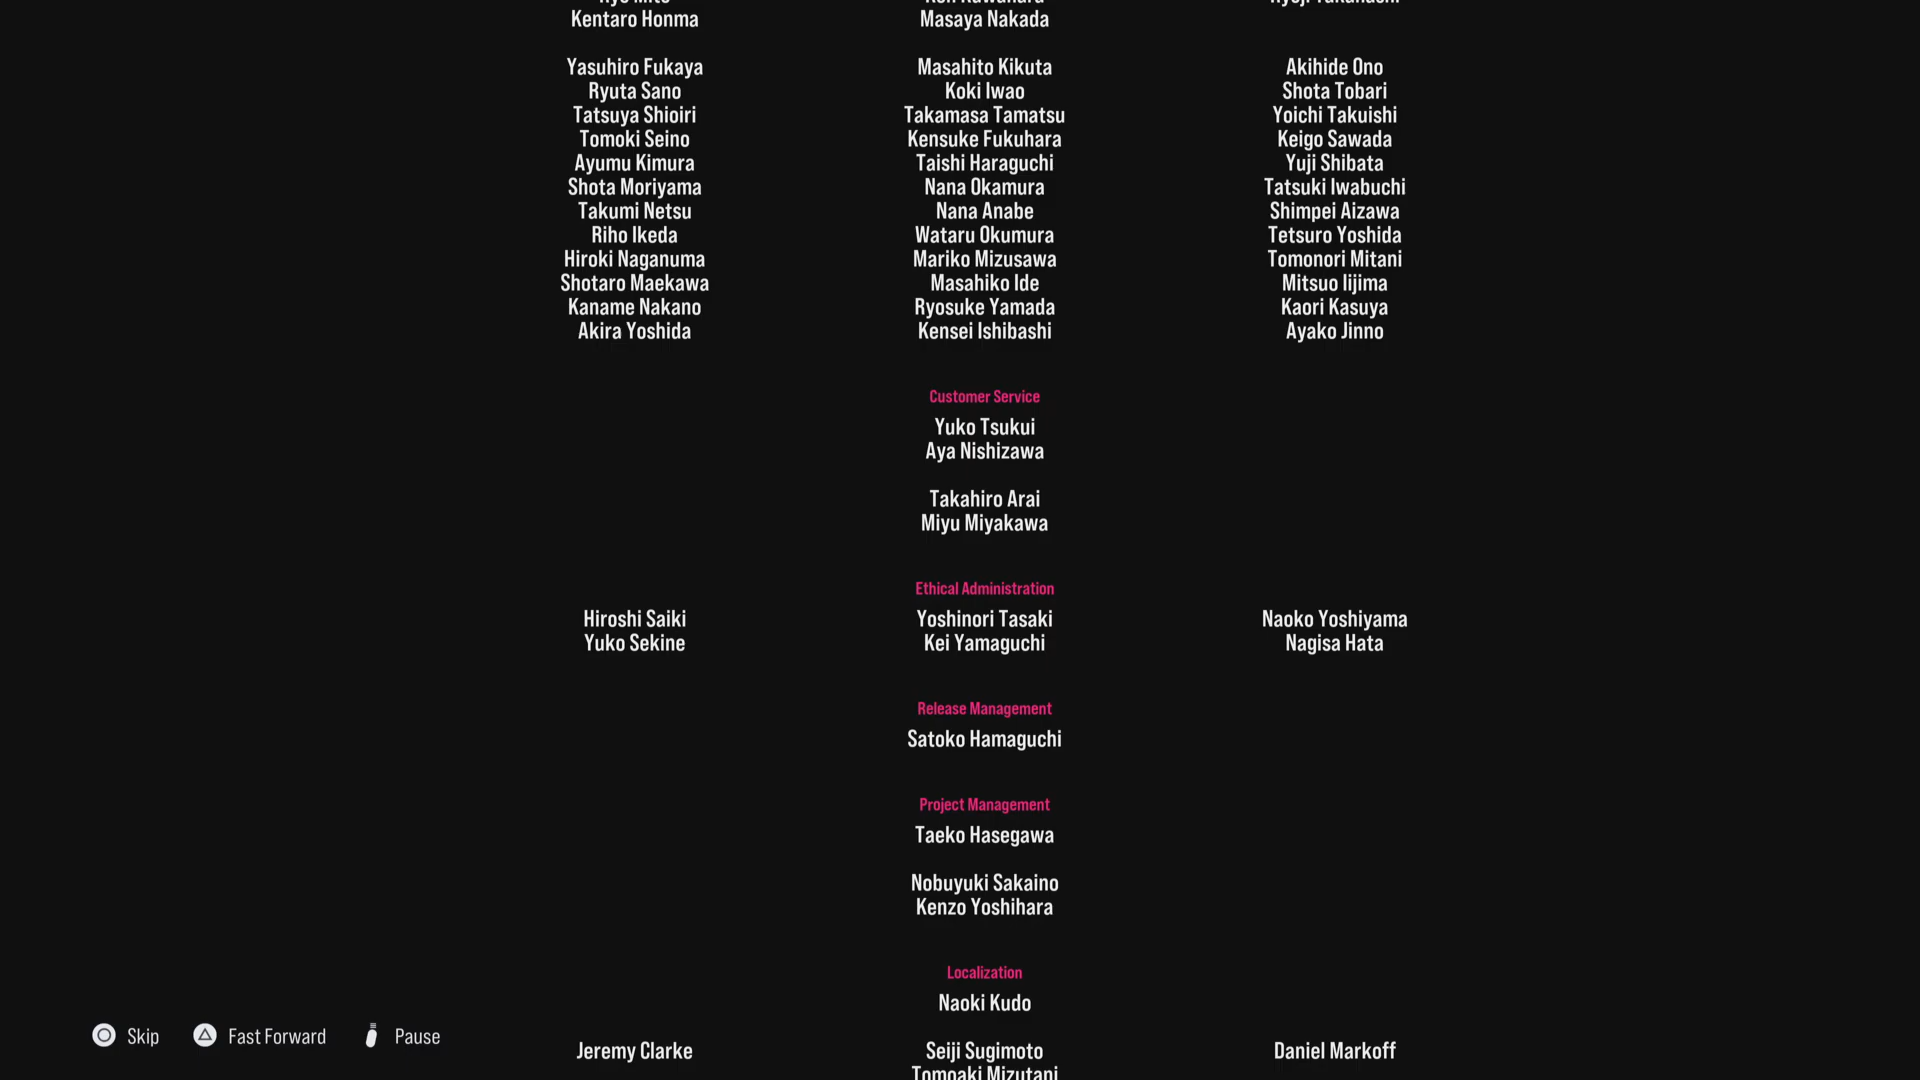 Kentaro Honma Masaya Nakada
Yasuhiro Fukaya Masahito Kikuta Akihide Ono
Ryuta Sano Koki Iwao Shota Tobari
Tatsuya Shioiri Takamasa Tamatsu Yoichi Takuishi
Tomoki Seino Kensuke Fukuhara Keigo Sawada
Ayumu Kimura Taishi Haraguchi Yuji Shibata
Shota Moriyama Nana Okamura Tatsuki Iwabuchi
Takumi Netsu Nana Anabe Shimpei Aizawa
Riho Ikeda Wataru Okumura Tetsuro Yoshida
Hiroki Naganuma Mariko Mizusawa Tomonori Mitani
Shotaro Maekawa Masahiko Ide Mitsuo Iijima
Kaname Nakano Ryosuke Yamada Kaori Kasuya
Akira Yoshida Kensei Ishibashi Ayako Jinno
Customer Service
Yuko Tsukui
Aya Nishizawa
Takahiro Arai
Miyu Miyakawa
Ethical Administration
Hiroshi Saiki Yoshinori Tasaki Naoko Yoshiyama
Yuko Sekine Kei Yamaguchi Nagisa Hata
Release Management
Satoko Hamaguchi
Project Management
Taeko Hasegawa
Nobuyuki Sakaino
Kenzo Yoshihara
Localization
Naoki Kudo
Skip Fast Forward Pause
Jeremy Clarke Seiji Sugimoto Daniel Markoff
Tomoaki Mizutani